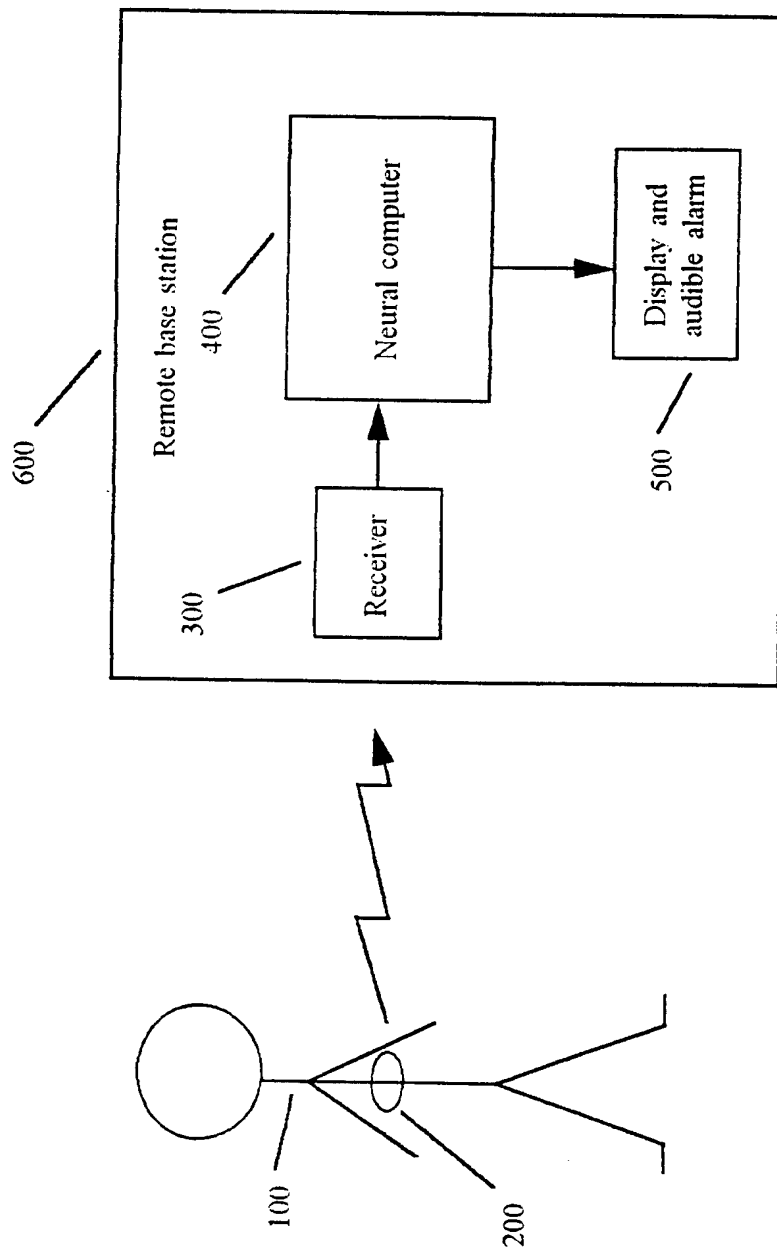 600
Remote base station
400
Neural computer
300
Receiver
Display and
audible alarm
500
100
200